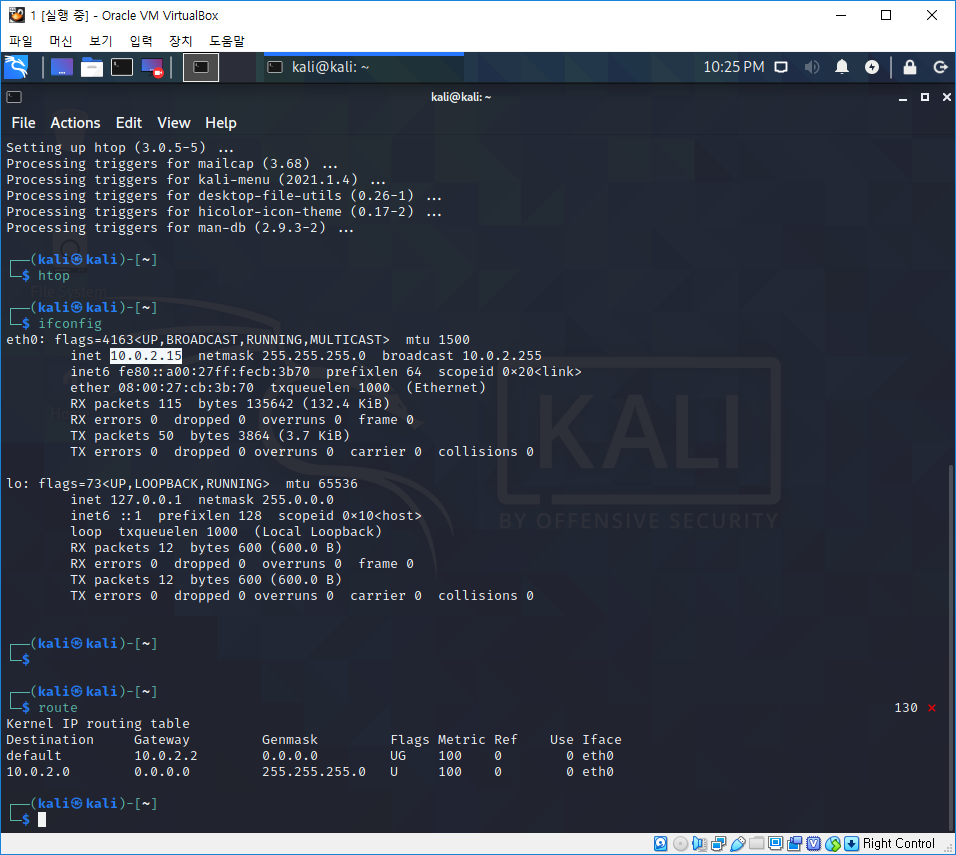 1 [실행 중] - Oracle VM VirtualBox
파일 머신 보기 입력 장치 도움말
kali@kali: ~ 10:25 PM
kali@kali: ~
File Actions Edit View Help
Setting up htop (3.0.5-5) ...
Processing triggers for mailcap (3.68) ...
Processing triggers for kali-menu (2021.1.4) ...
Processing triggers for desktop-file-utils (0.26-1) ...
Processing triggers for hicolor-icon-theme (0.17-2) ...
Processing triggers for man-db (2.9.3-2) ...
┌──(kali㉿kali)-[~]
└─$ htop
File System
┌──(kali㉿kali)-[~]
└─$ ifconfig
eth0: flags=4163<UP,BROADCAST,RUNNING,MULTICAST>  mtu 1500
inet 10.0.2.15  netmask 255.255.255.0  broadcast 10.0.2.255
inet6 fe80::a00:27ff:fecb:3b70  prefixlen 64  scopeid 0×20<link>
ether 08:00:27:cb:3b:70  txqueuelen 1000  (Ethernet)
RX packets 115  bytes 135642 (132.4 KiB)
RX errors 0  dropped 0  overruns 0  frame 0
TX packets 50  bytes 3864 (3.7 KiB)
TX errors 0  dropped 0 overruns 0  carrier 0  collisions 0
KALI
BY OFFENSIVE SECURITY
lo: flags=73<UP,LOOPBACK,RUNNING>  mtu 65536
inet 127.0.0.1  netmask 255.0.0.0
inet6 ::1  prefixlen 128  scopeid 0×10<host>
loop  txqueuelen 1000  (Local Loopback)
RX packets 12  bytes 600 (600.0 B)
RX errors 0  dropped 0  overruns 0  frame 0
TX packets 12  bytes 600 (600.0 B)
TX errors 0  dropped 0 overruns 0  carrier 0  collisions 0
┌──(kali㉿kali)-[~]
└─$
┌──(kali㉿kali)-[~]
└─$ route 130 ⨯
Kernel IP routing table
Destination     Gateway         Genmask         Flags Metric Ref    Use Iface
default         10.0.2.2        0.0.0.0         UG    100    0        0 eth0
10.0.2.0        0.0.0.0         255.255.255.0   U     100    0        0 eth0
┌──(kali㉿kali)-[~]
└─$
Right Control